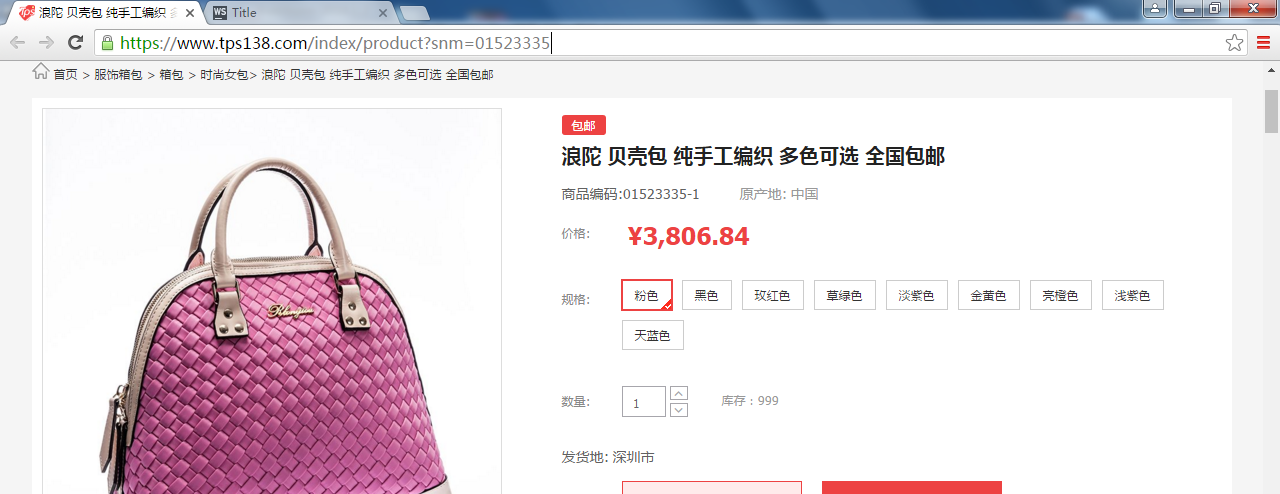 浪陀 贝壳包 纯手工编织 多
WS Title
https://www.tps138.com/index/product?snm=01523335
首页 > 服饰箱包 > 箱包 > 时尚女包> 浪陀 贝壳包 纯手工编织 多色可选 全国包邮
包邮
浪陀 贝壳包 纯手工编织 多色可选 全国包邮
商品编码:01523335-1 原产地: 中国
价格: ¥3,806.84
规格: 粉色 黑色 玫红色 草绿色 淡紫色 金黄色 亮橙色 浅紫色
天蓝色
数量: 1 库存：999
发货地: 深圳市